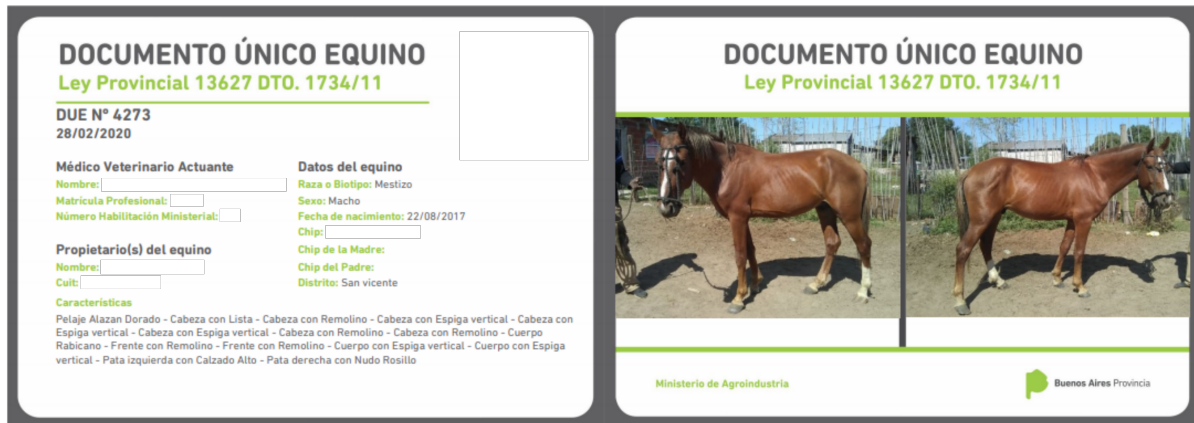 DOCUMENTO ÚNICO EQUINO
Ley Provincial 13627 DTO. 1734/11
DUE Nº 4273
28/02/2020
Médico Veterinario Actuante
Nombre:
Matrícula Profesional:
Número Habilitación Ministerial:
Propietario(s) del equino
Nombre:
Cuit:
Datos del equino
Raza o Biotipo: Mestizo
Sexo: Macho
Fecha de nacimiento: 22/08/2017
Chip:
Chip de la Madre:
Chip del Padre:
Distrito: San vicente
Características
Pelaje Alazan Dorado - Cabeza con Lista - Cabeza con Remolino - Cabeza con Espiga vertical - Cabeza con
Espiga vertical - Cabeza con Espiga vertical - Cabeza con Remolino - Cabeza con Remolino - Cuerpo
Rabicano - Frente con Remolino - Frente con Remolino - Cuerpo con Espiga vertical - Cuerpo con Espiga
vertical - Pata izquierda con Calzado Alto - Pata derecha con Nudo Rosillo
DOCUMENTO ÚNICO EQUINO
Ley Provincial 13627 DTO. 1734/11
Ministerio de Agroindustria
Buenos Aires Provincia